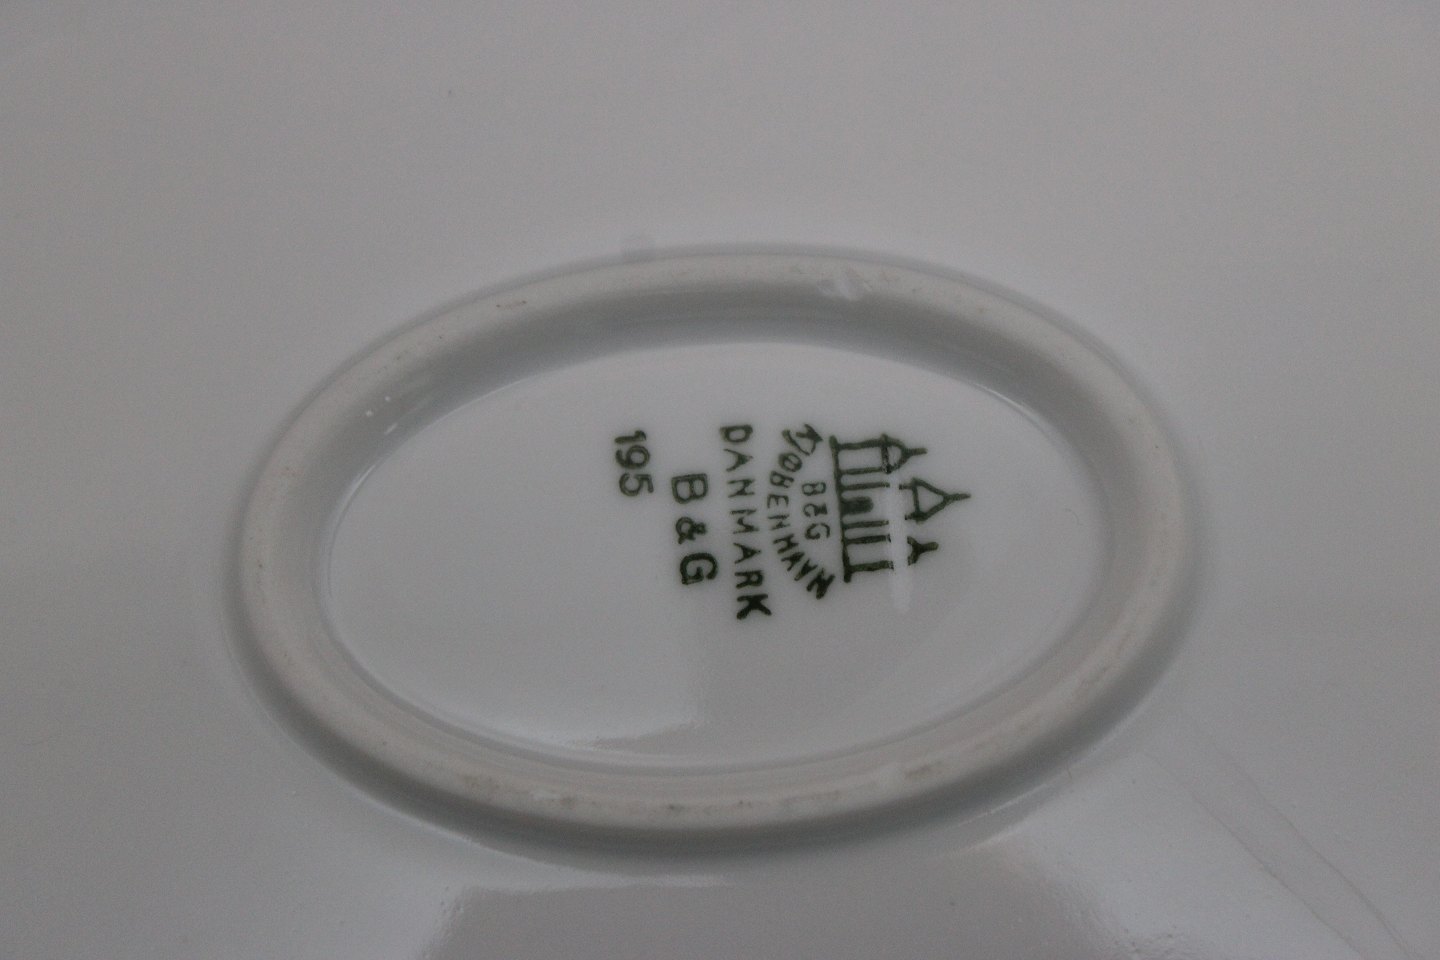 B&G
KJØBENHAVN
DANMARK
B & G
195